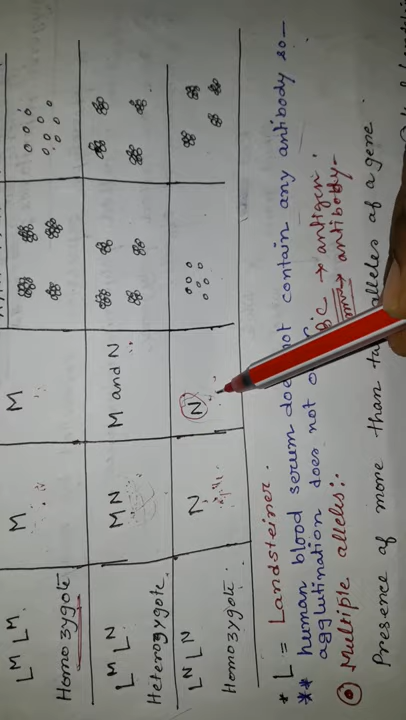 L^M L^M M M
Homozygote
L^M L^N MN M and N
Heterozygote
L^N L^N N N
Homozygote.
* L = Landsteiner.
** human blood serum does not contain any antibody so-
agglutination does not
→ antigen.
→ antibody-
Multiple alleles:-
Presence of more than alleles of a gene.